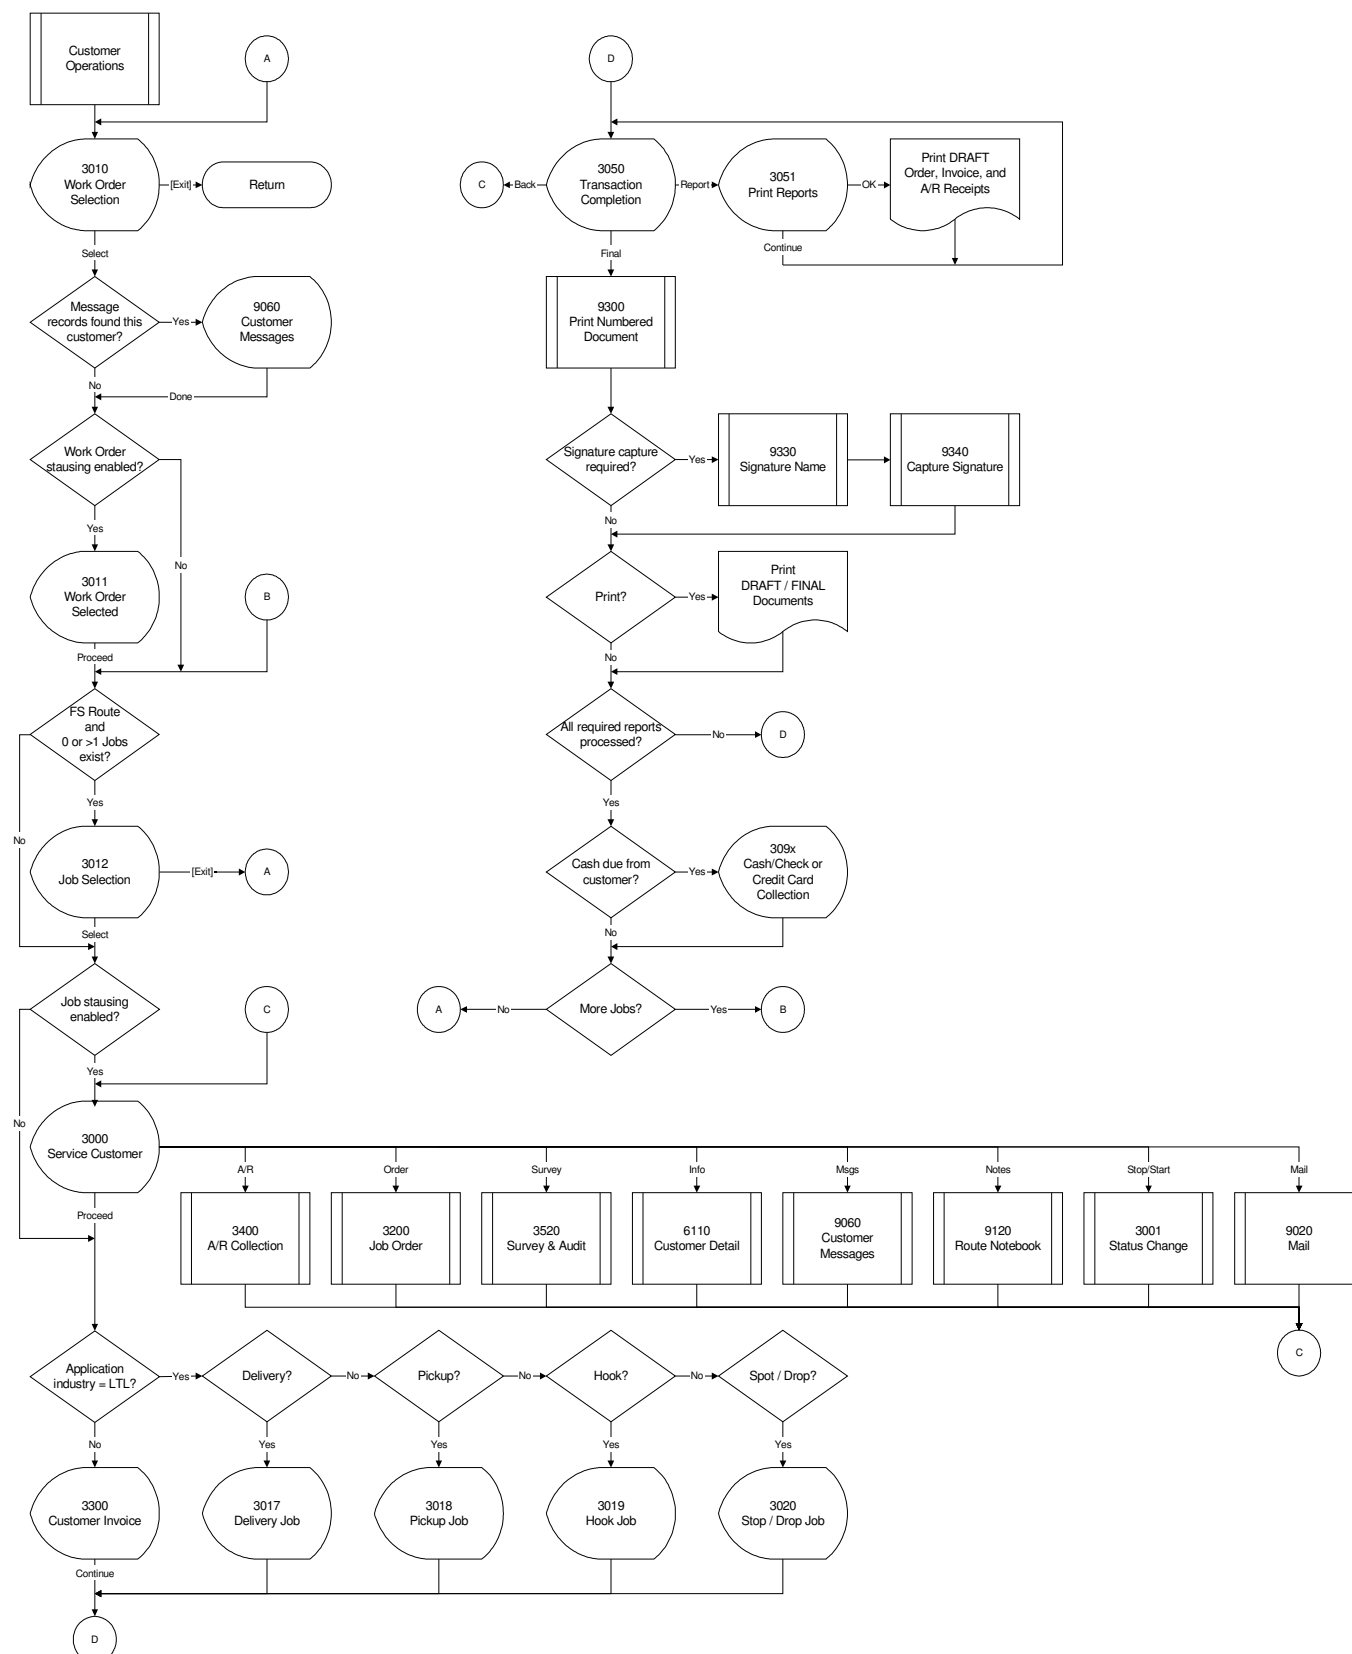 Customer
Operations
A
3010
Work Order
Selection
[Exit]
Return
Select
Message
records found this
customer?
Yes
9060
Customer
Messages
No
Done
Work Order
stausing enabled?
Yes
No
3011
Work Order
Selected
B
Proceed
FS Route
and
0 or >1 Jobs
exist?
Yes
No
3012
Job Selection
[Exit]
A
Select
Job stausing
enabled?
C
Yes
No
3000
Service Customer
Proceed
A/R
Order
Survey
Info
Msgs
Notes
Stop/Start
Mail
3400
A/R Collection
3200
Job Order
3520
Survey & Audit
6110
Customer Detail
9060
Customer
Messages
9120
Route Notebook
3001
Status Change
9020
Mail
C
Application
industry = LTL?
Yes
Delivery?
No
Pickup?
No
Hook?
No
Spot / Drop?
No
Yes
Yes
Yes
Yes
3300
Customer Invoice
3017
Delivery Job
3018
Pickup Job
3019
Hook Job
3020
Stop / Drop Job
Continue
D
D
C
Back
3050
Transaction
Completion
Report
3051
Print Reports
OK
Print DRAFT
Order, Invoice, and
A/R Receipts
Continue
Final
9300
Print Numbered
Document
Signature capture
required?
Yes
9330
Signature Name
9340
Capture Signature
No
Print?
Yes
Print
DRAFT / FINAL
Documents
No
All required reports
processed?
No
D
Yes
Cash due from
customer?
Yes
309x
Cash/Check or
Credit Card
Collection
No
A
No
More Jobs?
Yes
B